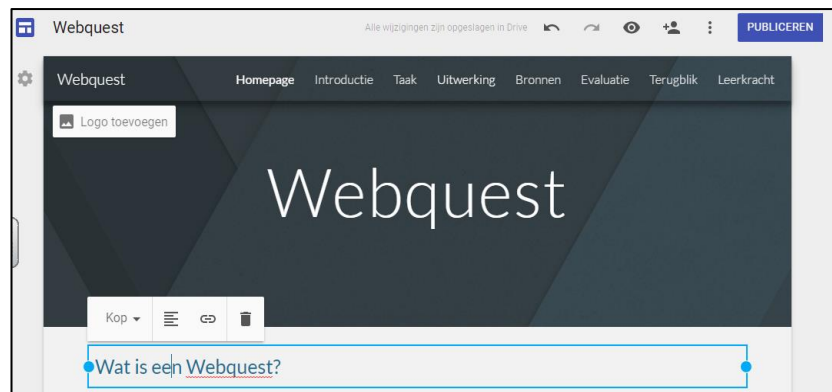 Webquest Alle wijzigingen zijn opgeslagen in Drive PUBLICEREN
Webquest Homepage Introductie Taak Uitwerking Bronnen Evaluatie Terugblik Leerkracht
Logo toevoegen
Webquest
Kop
Wat is een Webquest?